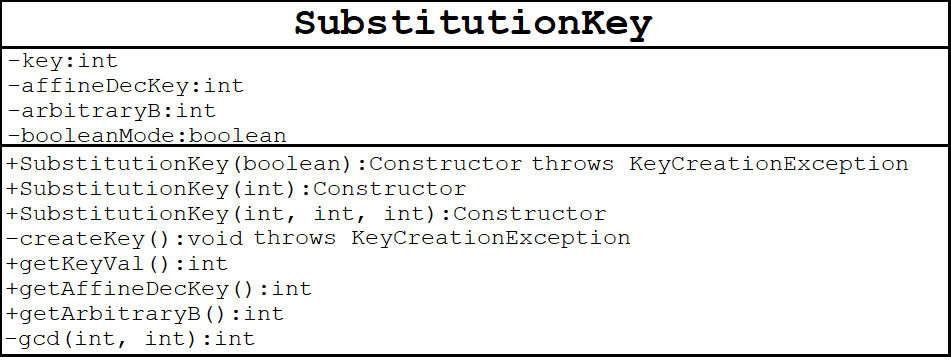 SubstitutionKey
-key:int
-affineDecKey:int
-arbitraryB:int
-booleanMode:boolean
+SubstitutionKey(boolean):Constructor throws KeyCreationException
+SubstitutionKey(int):Constructor
+SubstitutionKey(int, int, int):Constructor
-createKey():void throws KeyCreationException
+getKeyVal():int
+getAffineDecKey():int
+getArbitraryB():int
-gcd(int, int):int